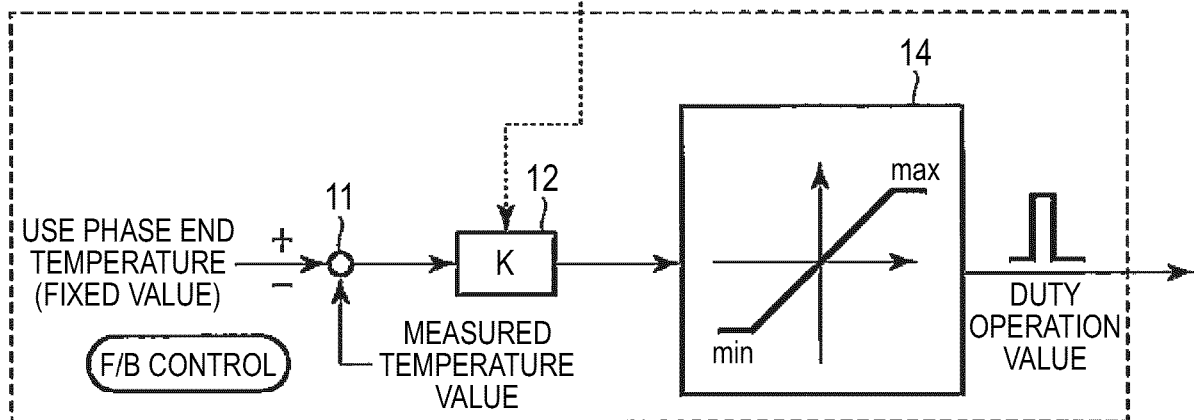 14
max
11
12
USE PHASE END
TEMPERATURE
(FIXED VALUE)
+
−
K
min
DUTY
OPERATION
VALUE
MEASURED
TEMPERATURE
VALUE
F/B CONTROL